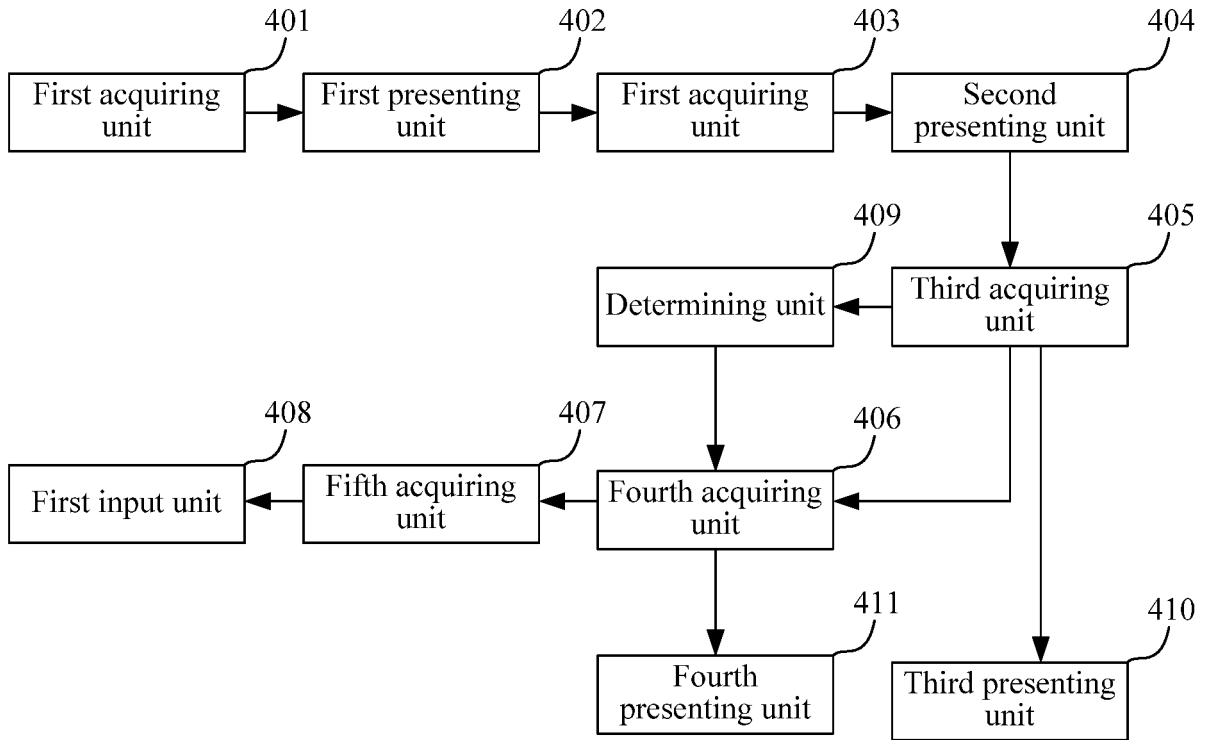 401
402
403
404
First acquiring
unit
First presenting
unit
First acquiring
unit
Second
presenting unit
409
405
Determining unit
Third acquiring
unit
408
407
406
First input unit
Fifth acquiring
unit
Fourth acquiring
unit
411
410
Fourth
presenting unit
Third presenting
unit